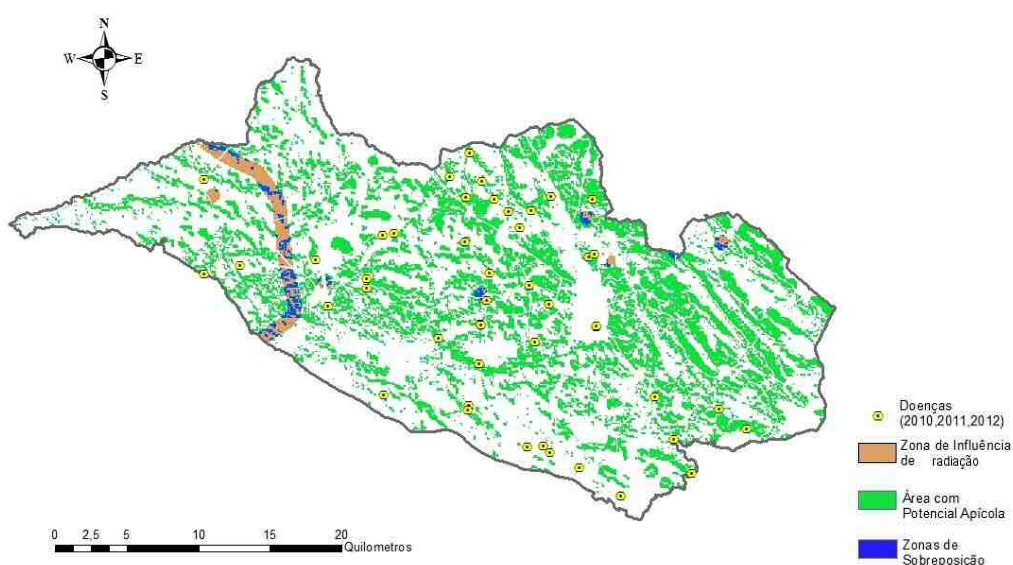 N
W E
S
Doenças
(2010,2011,2012)
Zona de Influência
de radiação
Área com
Potencial Apícola
Zonas de
Sobreposição
0 2,5 5 10 15 20
Quilometros